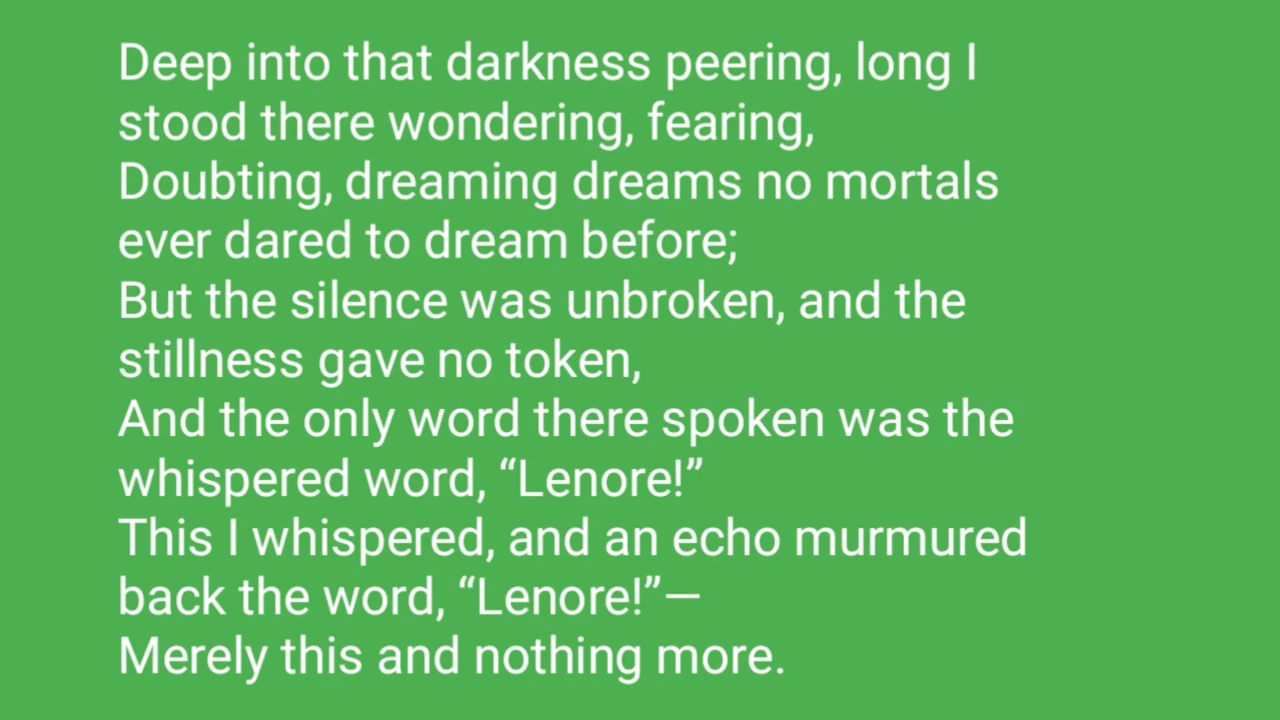 Deep into that darkness peering, long I
stood there wondering, fearing,
Doubting, dreaming dreams no mortals
ever dared to dream before;
But the silence was unbroken, and the
stillness gave no token,
And the only word there spoken was the
whispered word, “Lenore!”
This I whispered, and an echo murmured
back the word, “Lenore!”—
Merely this and nothing more.